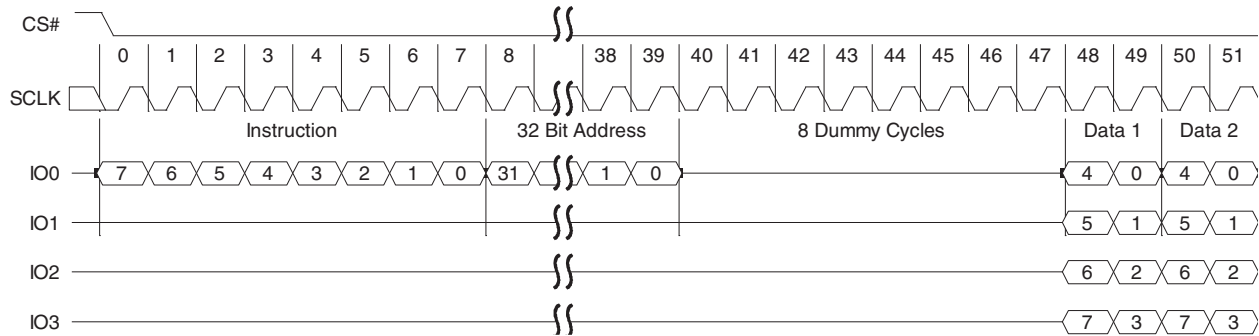 CS#
0 1 2 3 4 5 6 7 8 38 39 40 41 42 43 44 45 46 47 48 49 50 51
SCLK
Instruction 32 Bit Address 8 Dummy Cycles Data 1 Data 2
IO0 7 6 5 4 3 2 1 0 31 1 0 4 0 4 0
IO1 5 1 5 1
IO2 6 2 6 2
IO3 7 3 7 3